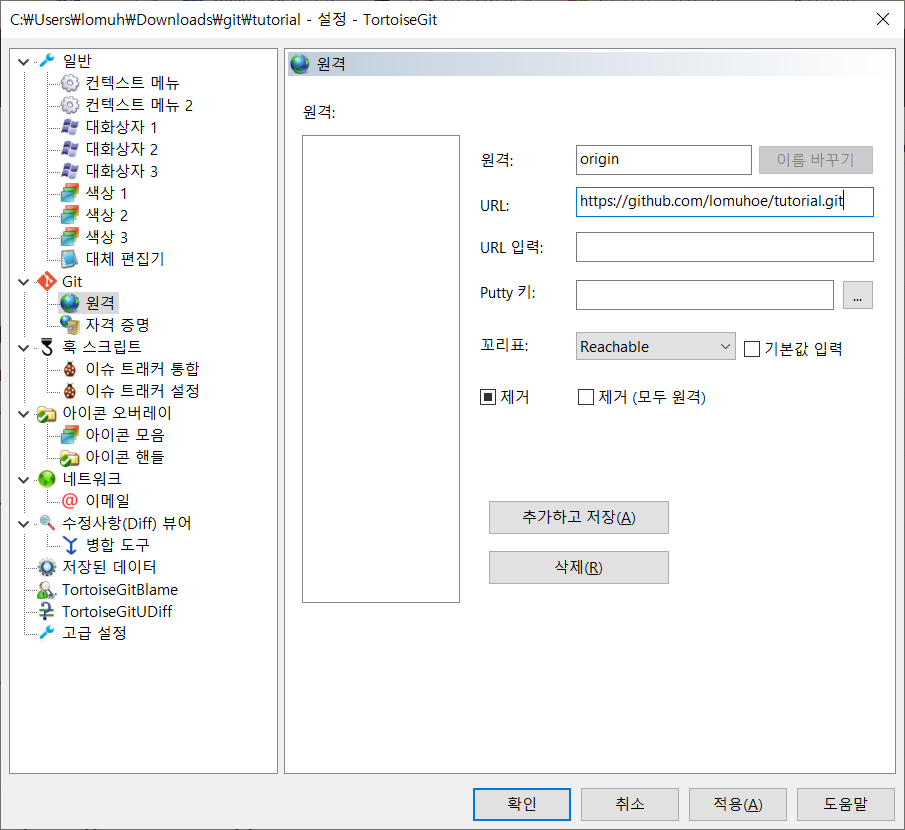 C:₩Users₩lomuh₩Downloads₩git₩tutorial - 설정 - TortoiseGit
일반
컨텍스트 메뉴
컨텍스트 메뉴 2
대화상자 1
대화상자 2
대화상자 3
색상 1
색상 2
색상 3
대체 편집기
Git
원격
자격 증명
훅 스크립트
이슈 트래커 통합
이슈 트래커 설정
아이콘 오버레이
아이콘 모음
아이콘 핸들
네트워크
이메일
수정사항(Diff) 뷰어
병합 도구
저장된 데이터
TortoiseGitBlame
TortoiseGitUDiff
고급 설정
원격
원격:
원격: origin 이름 바꾸기
URL: https://github.com/lomuhoe/tutorial.git
URL 입력:
Putty 키: ...
꼬리표: Reachable 기본값 입력
제거 제거 (모두 원격)
추가하고 저장(A)
삭제(R)
확인 취소 적용(A) 도움말